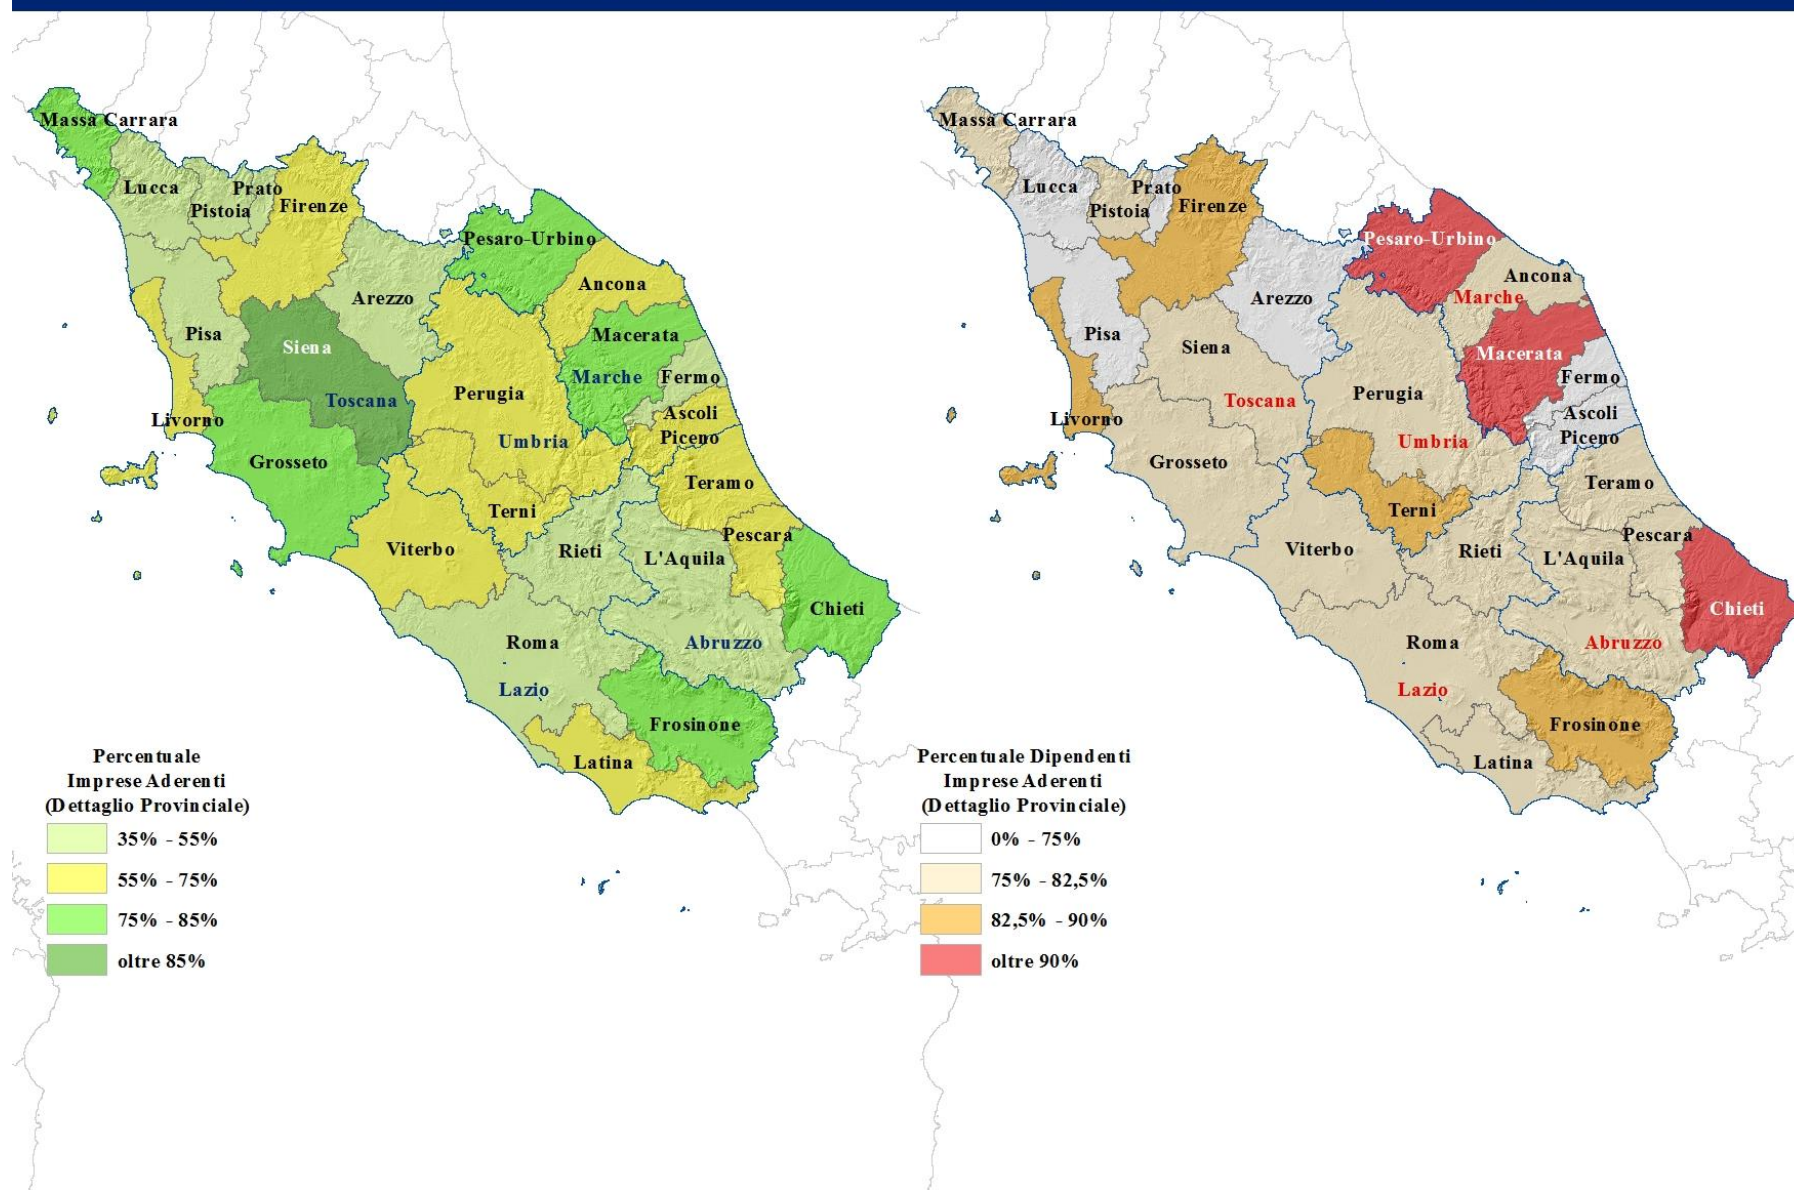 Massa Carrara
Lucca
Prato
Pistoia
Firenze
Pesaro-Urbino
Ancona
Arezzo
Pisa
Siena
Macerata
Marche
Fermo
Toscana
Perugia
Livorno
Ascoli
Piceno
Umbria
Grosseto
Teramo
Terni
Pescara
Viterbo
Rieti
L'Aquila
Chieti
Roma
Abruzzo
Lazio
Frosinone
Latina
Percentuale
Imprese Aderenti
(Dettaglio Provinciale)
35% - 55%
55% - 75%
75% - 85%
oltre 85%
Massa Carrara
Lucca
Prato
Pistoia
Firenze
Pesaro-Urbino
Ancona
Marche
Arezzo
Pisa
Siena
Macerata
Fermo
Toscana
Perugia
Livorno
Ascoli
Piceno
Umbria
Grosseto
Teramo
Terni
Pescara
Viterbo
Rieti
L'Aquila
Chieti
Roma
Abruzzo
Lazio
Frosinone
Latina
Percentuale Dipendenti
Imprese Aderenti
(Dettaglio Provinciale)
0% - 75%
75% - 82,5%
82,5% - 90%
oltre 90%